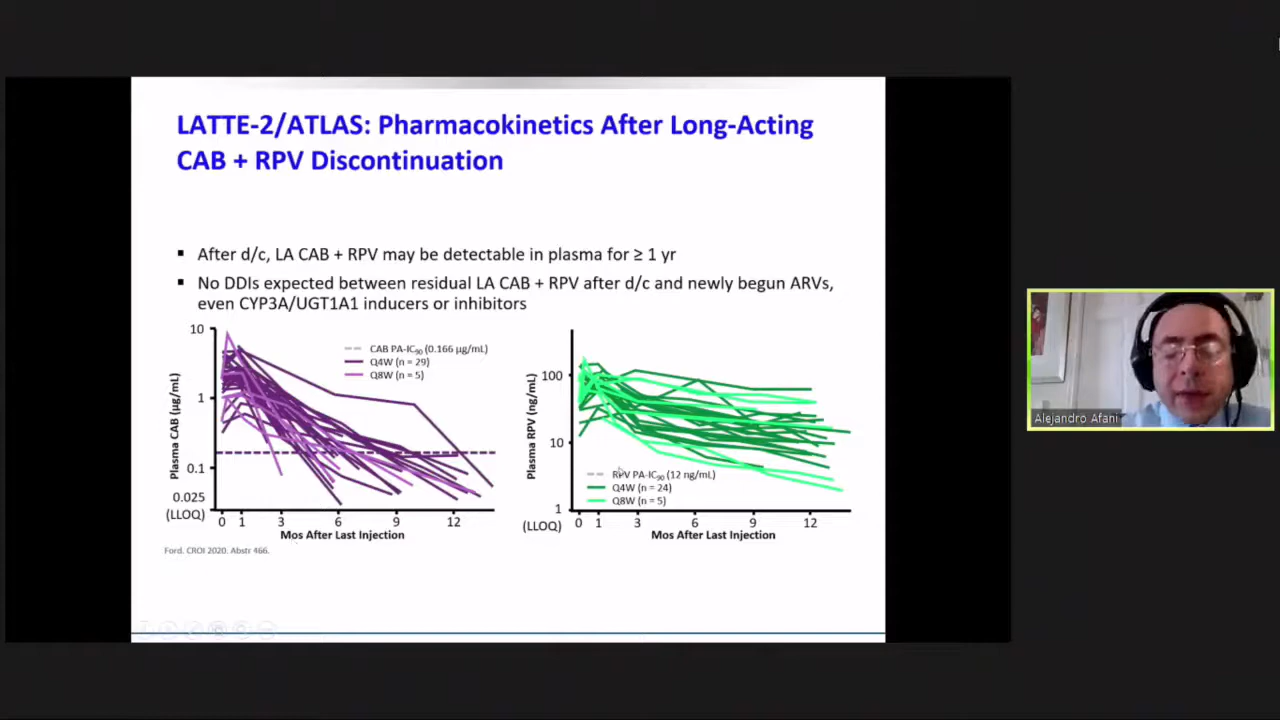 LATTE-2/ATLAS: Pharmacokinetics After Long-Acting
CAB + RPV Discontinuation
▪ After d/c, LA CAB + RPV may be detectable in plasma for ≥ 1 yr
▪ No DDIs expected between residual LA CAB + RPV after d/c and newly begun ARVs,
even CYP3A/UGT1A1 inducers or inhibitors
Plasma CAB (µg/mL)
10
1
0.1
0.025
(LLOQ)
CAB PA-IC90 (0.166 µg/mL)
Q4W (n = 29)
Q8W (n = 5)
0 1 3 6 9 12
Mos After Last Injection
Plasma RPV (ng/mL)
100
10
1
(LLOQ)
RPV PA-IC90 (12 ng/mL)
Q4W (n = 24)
Q8W (n = 5)
0 1 3 6 9 12
Mos After Last Injection
Ford. CROI 2020. Abstr 466.
Alejandro Afani